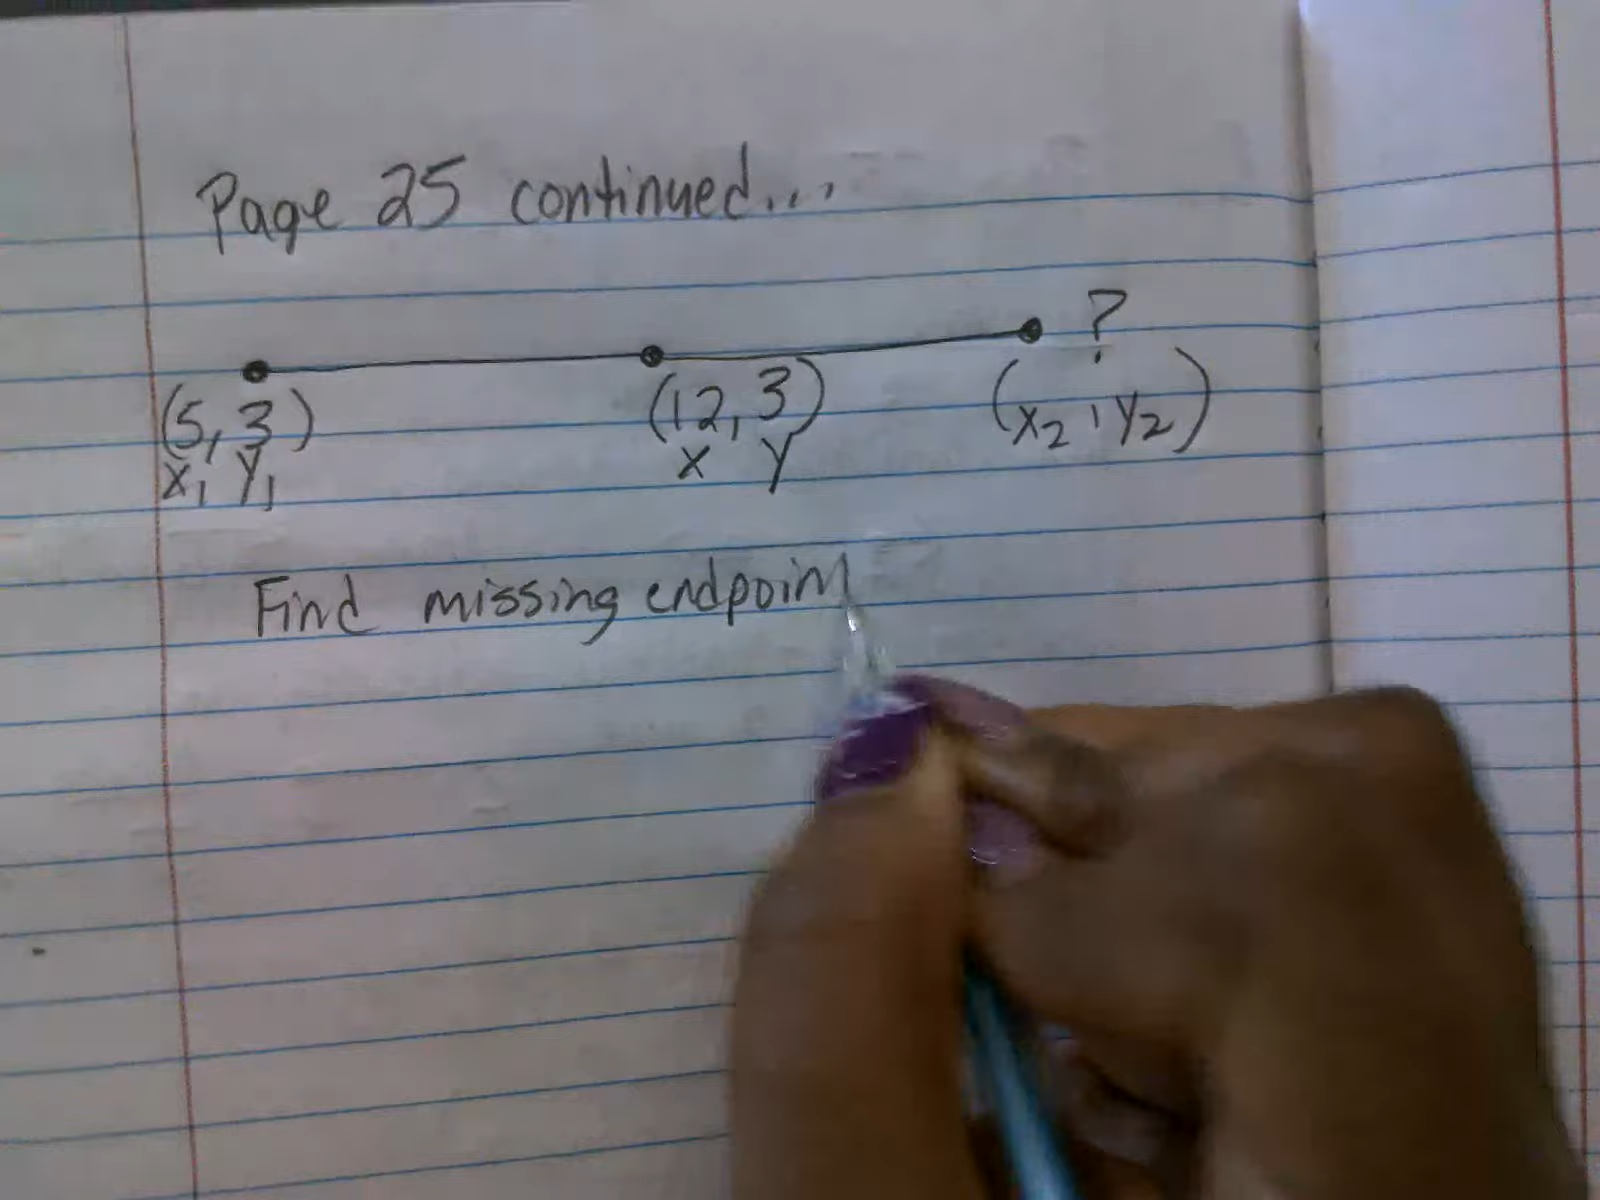 Page 25 continued...
?
(5, 3) (12, 3) (x₂, y₂)
x₁ y₁ x y
Find missing endpoint